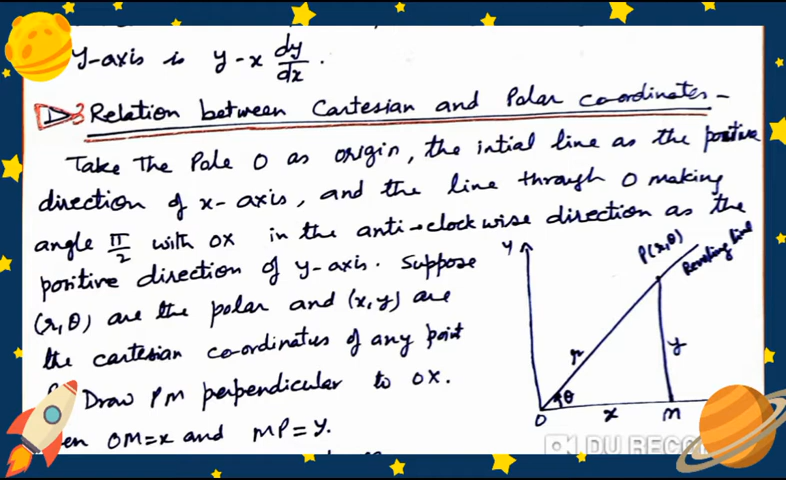 y-axis is y-x dy/dx.
Relation between Cartesian and Polar coordinates-
Take The Pole O as origin, the intial line as the positive
direction of x-axis, and the line through O making
angle π/2 with OX in the anti-clockwise direction as the
positive direction of y-axis. Suppose
(r,θ) are the polar and (x,y) are
the cartesian co-ordinates of any point
Draw PM perpendicular to OX.
en OM=x and MP=y.
Y
P(r,θ)
Revolving line
r
y
θ
O
x
M
DU RECO